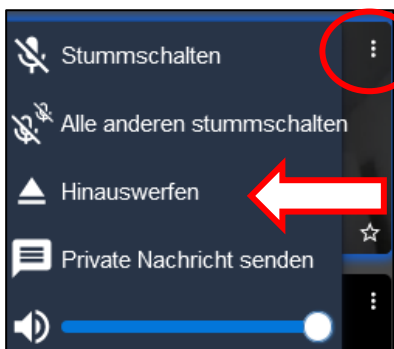 Stummschalten
Alle anderen stummschalten
Hinauswerfen
Private Nachricht senden